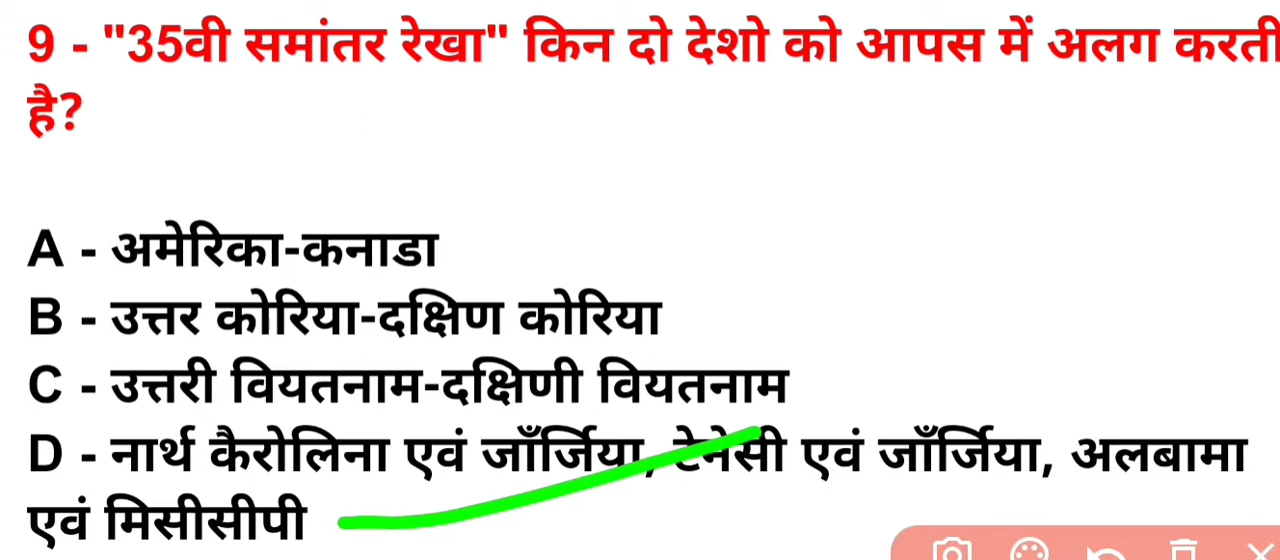 9 - "35वी समांतर रेखा" किन दो देशो को आपस में अलग करती
है?
A - अमेरिका-कनाडा
B - उत्तर कोरिया-दक्षिण कोरिया
C - उत्तरी वियतनाम-दक्षिणी वियतनाम
D - नार्थ कैरोलिना एवं जाँर्जिया, टेनेसी एवं जाँर्जिया, अलबामा
एवं मिसीसीपी